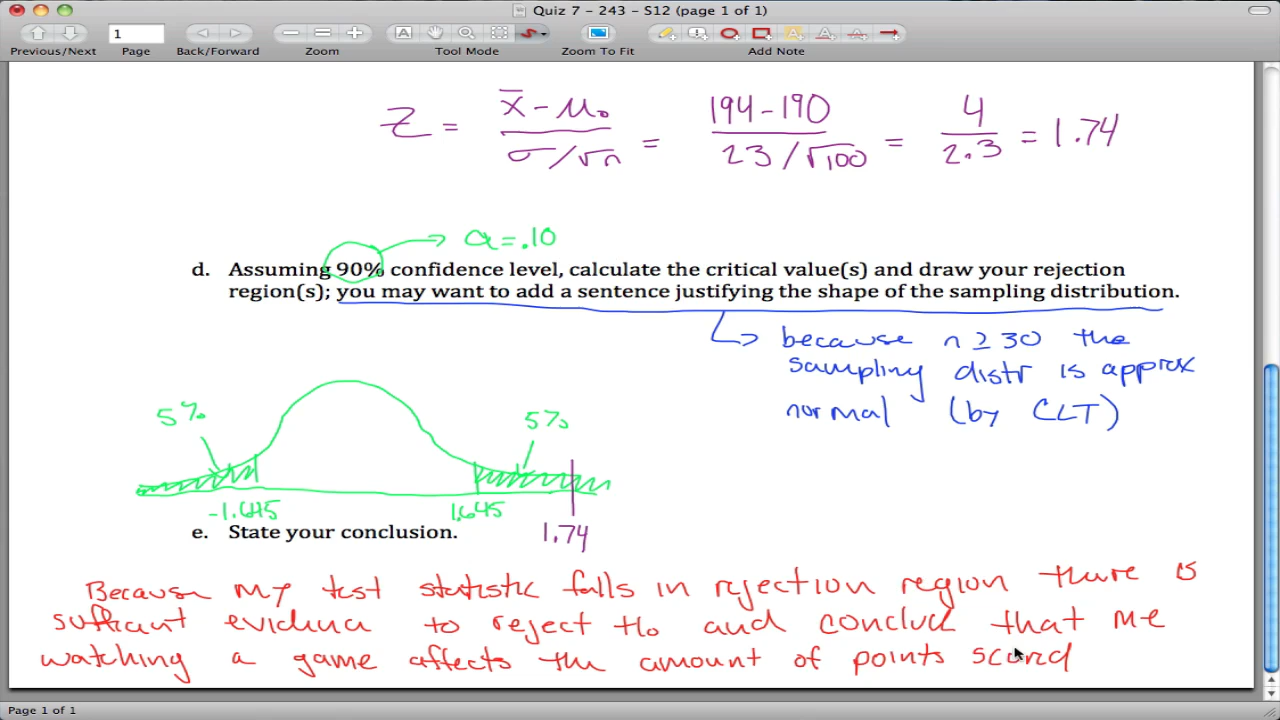 Quiz 7 - 243 - S12 (page 1 of 1)
1
Previous/Next Page Back/Forward Zoom Tool Mode Zoom To Fit Add Note
Z = x̄ - μ₀ / σ/√n = 194-190 / 23/√100 = 4 / 2.3 = 1.74
α = .10
d. Assuming 90% confidence level, calculate the critical value(s) and draw your rejection
region(s); you may want to add a sentence justifying the shape of the sampling distribution.
because n ≥ 30 the
sampling distr is approx
normal (by CLT)
5% 5%
-1.645 1.645
1.74
e. State your conclusion.
Because my test statistic falls in rejection region there is
sufficiant evidence to reject Ho and conclude that me
watching a game affects the amount of points scored
Page 1 of 1